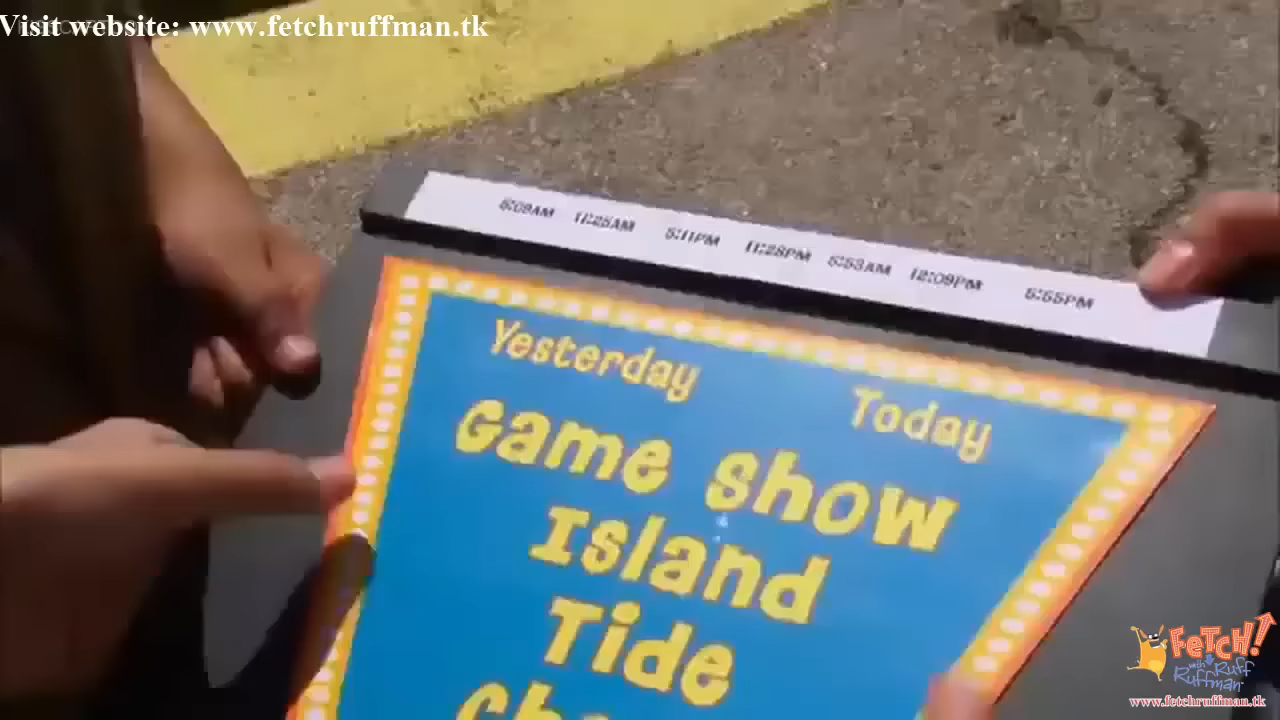 Visit website: www.fetchruffman.tk
5:09AM 11:25AM 5:11PM 11:28PM 5:53AM 12:09PM 5:55PM
Yesterday Today
Game Show
Island
Tide
FETCH!
with Ruff
Ruffman
www.fetchruffman.tk